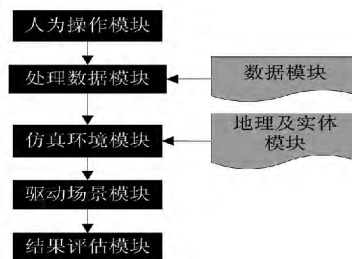 人为操作模块
处理数据模块
数据模块
仿真环境模块
地理及实体
模块
驱动场景模块
结果评估模块